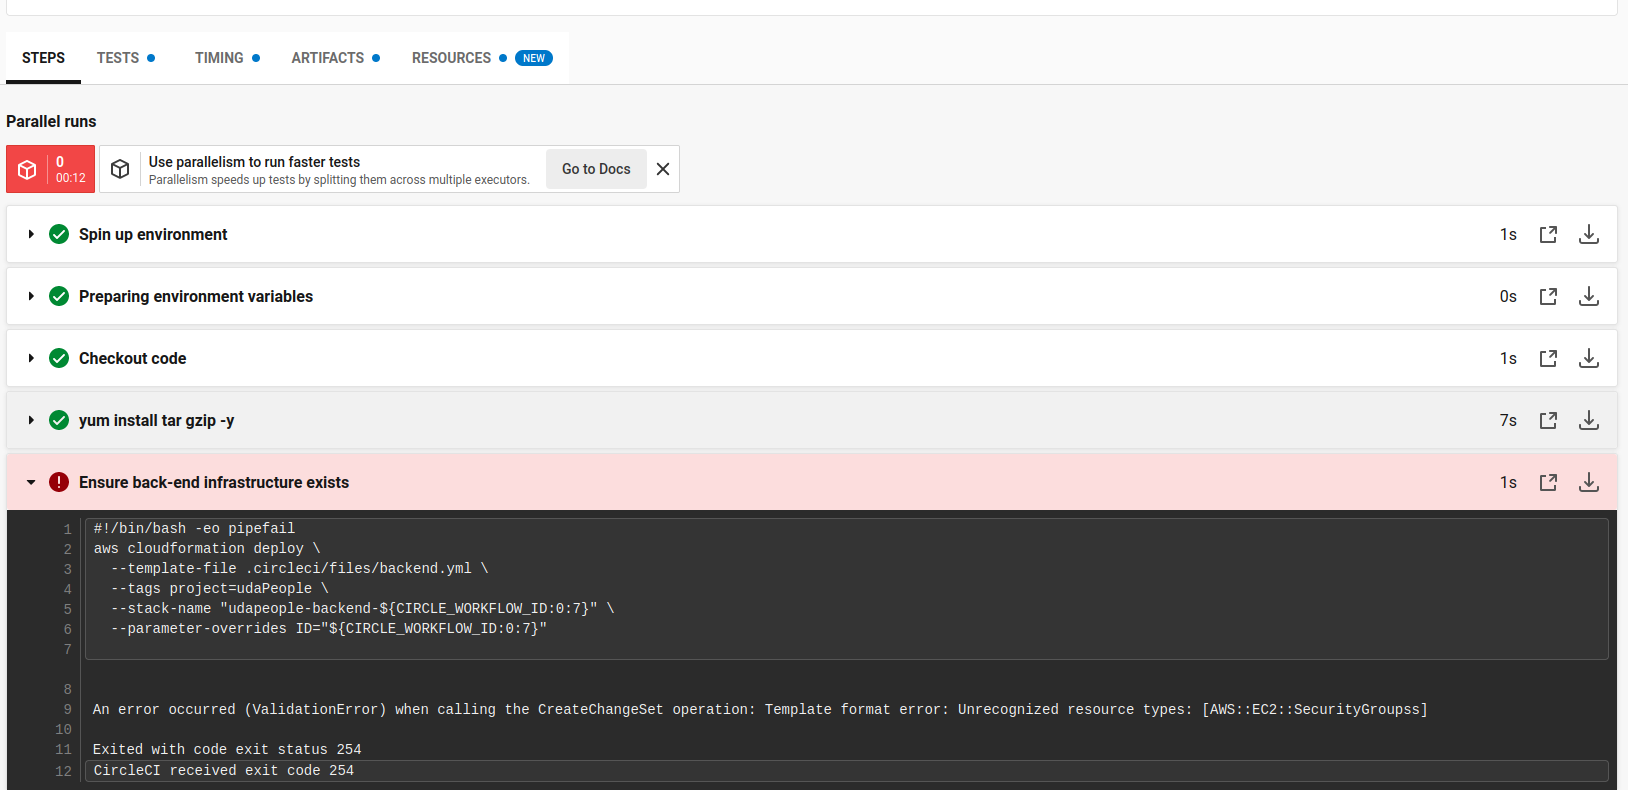 STEPS TESTS TIMING ARTIFACTS RESOURCES NEW
Parallel runs
0
00:12
Use parallelism to run faster tests
Parallelism speeds up tests by splitting them across multiple executors.
Go to Docs
Spin up environment 1s
Preparing environment variables 0s
Checkout code 1s
yum install tar gzip -y 7s
Ensure back-end infrastructure exists 1s
1 #!/bin/bash -eo pipefail
2 aws cloudformation deploy \
3 --template-file .circleci/files/backend.yml \
4 --tags project=udaPeople \
5 --stack-name "udapeople-backend-${CIRCLE_WORKFLOW_ID:0:7}" \
6 --parameter-overrides ID="${CIRCLE_WORKFLOW_ID:0:7}"
7
8
9 An error occurred (ValidationError) when calling the CreateChangeSet operation: Template format error: Unrecognized resource types: [AWS::EC2::SecurityGroupss]
10
11 Exited with code exit status 254
12 CircleCI received exit code 254